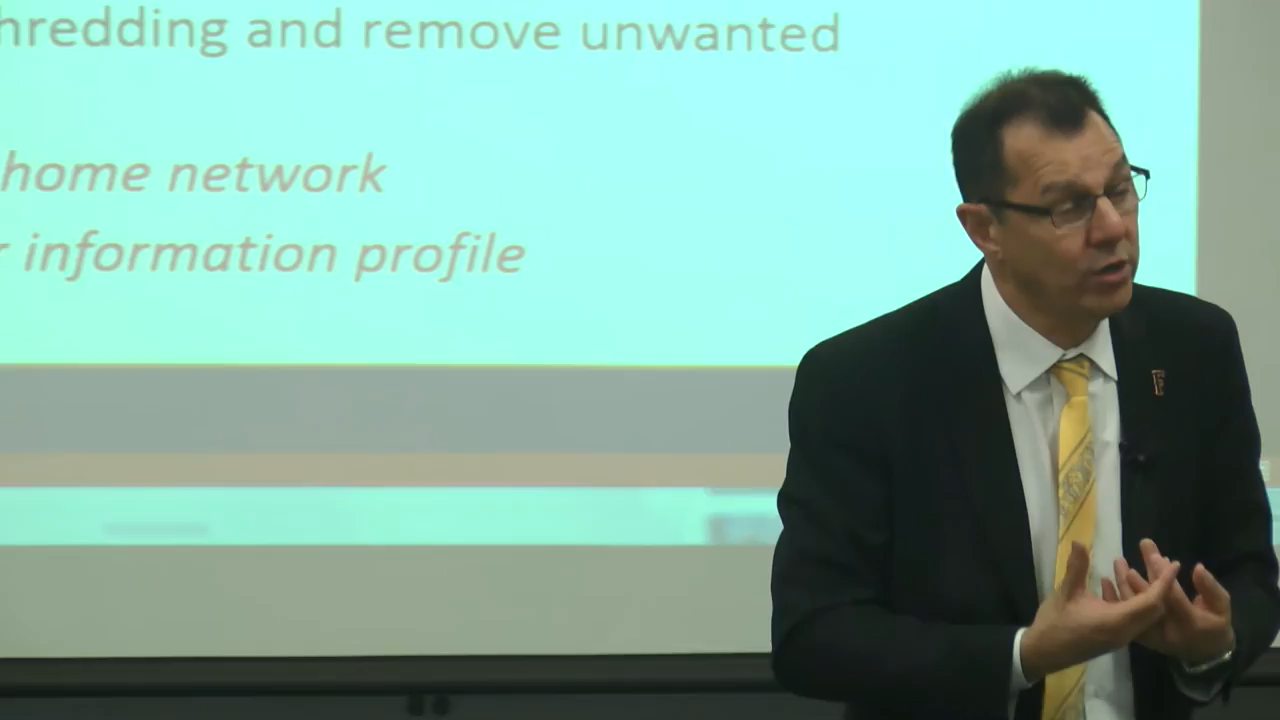 hredding and remove unwanted
home network
r information profile